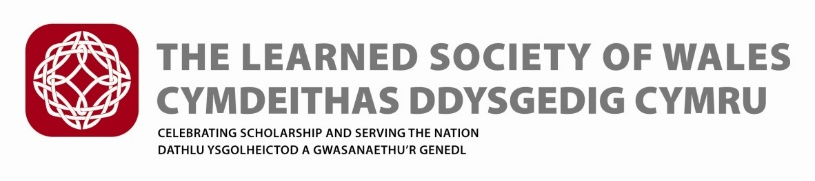 THE LEARNED SOCIETY OF WALES
CYMDEITHAS DDYSGEDIG CYMRU
CELEBRATING SCHOLARSHIP AND SERVING THE NATION
DATHLU YSGOLHEICTOD A GWASANAETHU'R GENEDL